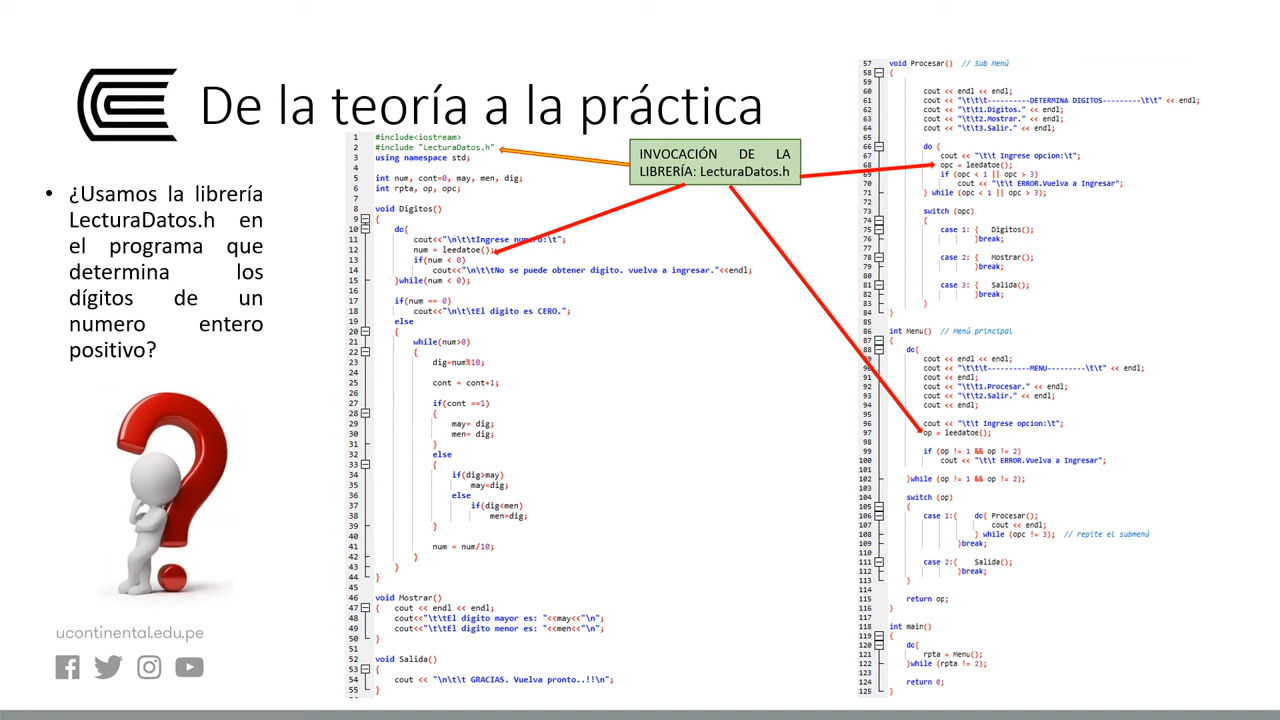 De la teoría a la práctica
• ¿Usamos la librería
LecturaDatos.h en
el programa que
determina los
dígitos de un
numero entero
positivo?
ucontinental.edu.pe
INVOCACIÓN DE LA
LIBRERÍA: LecturaDatos.h
1 #include<iostream>
2 #include "LecturaDatos.h"
3 using namespace std;
4
5 int num, cont=0, may, men, dig;
6 int rpta, op, opc;
7
8 void Digitos()
9 {
10 do{
11 cout<<"\n\t\tIngrese numero:\t";
12 num = leedatoe();
13 if(num < 0)
14 cout<<"\n\t\tNo se puede obtener digito. vuelva a ingresar."<<endl;
15 }while(num < 0);
16
17 if(num == 0)
18 cout<<"\n\t\tEl digito es CERO.";
19 else
20 {
21 while(num>0)
22 {
23 dig=num%10;
24
25 cont = cont+1;
26
27 if(cont ==1)
28 {
29 may= dig;
30 men= dig;
31 }
32 else
33 {
34 if(dig>may)
35 may=dig;
36 else
37 if(dig<men)
38 men=dig;
39 }
40
41 num = num/10;
42 }
43 }
44 }
45
46 void Mostrar()
47 { cout << endl << endl;
48 cout<<"\t\tEl digito mayor es: "<<may<<"\n";
49 cout<<"\t\tEl digito menor es: "<<men<<"\n";
50 }
51
52 void Salida()
53 {
54 cout << "\n\t\t GRACIAS. Vuelva pronto..!!\n";
55 }
57 void Procesar() // Sub Menú
58 {
59
60 cout << endl << endl;
61 cout << "\t\t\t----------DETERMINA DIGITOS---------\t\t" << endl;
62 cout << "\t\t1.Digitos." << endl;
63 cout << "\t\t2.Mostrar." << endl;
64 cout << "\t\t3.Salir." << endl;
65
66 do {
67 cout << "\t\t Ingrese opcion:\t";
68 opc = leedatoe();
69 if (opc < 1 || opc > 3)
70 cout << "\t\t ERROR.Vuelva a Ingresar";
71 } while (opc < 1 || opc > 3);
72
73 switch (opc)
74 {
75 case 1: { Digitos();
76 }break;
77
78 case 2: { Mostrar();
79 }break;
80
81 case 3: { Salida();
82 }break;
83 }
84 }
85
86 int Menu() // Menú principal
87 {
88 do{
89 cout << endl << endl;
90 cout << "\t\t\t----------MENU---------\t\t" << endl;
91 cout << endl;
92 cout << "\t\t1.Procesar." << endl;
93 cout << "\t\t2.Salir." << endl;
94 cout << endl;
95
96 cout << "\t\t Ingrese opcion:\t";
97 op = leedatoe();
98
99 if (op != 1 && op != 2)
100 cout << "\t\t ERROR.Vuelva a Ingresar";
101
102 }while (op != 1 && op != 2);
103
104 switch (op)
105 {
106 case 1:{ do{ Procesar();
107 cout << endl;
108 } while (opc != 3); // repite el submenú
109 }break;
110
111 case 2:{ Salida();
112 }break;
113 }
114
115 return op;
116 }
117
118 int main()
119 {
120 do{
121 rpta = Menu();
122 }while (rpta != 2);
123
124 return 0;
125 }